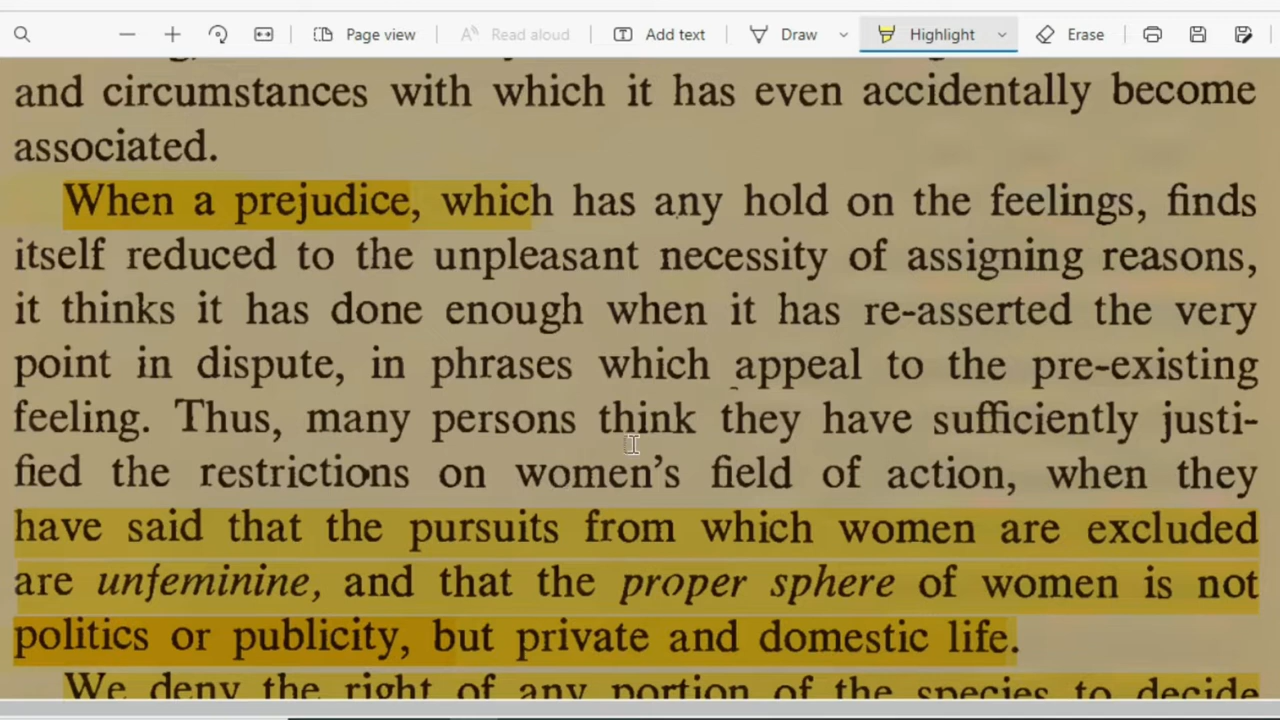 Page view
Read aloud
Add text
Draw
Highlight
Erase
and circumstances with which it has even accidentally become
associated.
When a prejudice, which has any hold on the feelings, finds
itself reduced to the unpleasant necessity of assigning reasons,
it thinks it has done enough when it has re-asserted the very
point in dispute, in phrases which appeal to the pre-existing
feeling. Thus, many persons think they have sufficiently justi-
fied the restrictions on women's field of action, when they
have said that the pursuits from which women are excluded
are unfeminine, and that the proper sphere of women is not
politics or publicity, but private and domestic life.
We deny the right of any portion of the species to decide